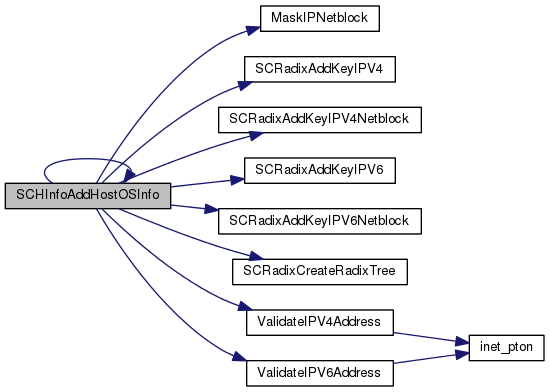 MaskIPNetblock
SCRadixAddKeyIPV4
SCRadixAddKeyIPV4Netblock
SCRadixAddKeyIPV6
SCHInfoAddHostOSInfo
SCRadixAddKeyIPV6Netblock
SCRadixCreateRadixTree
ValidateIPV4Address
inet_pton
ValidateIPV6Address